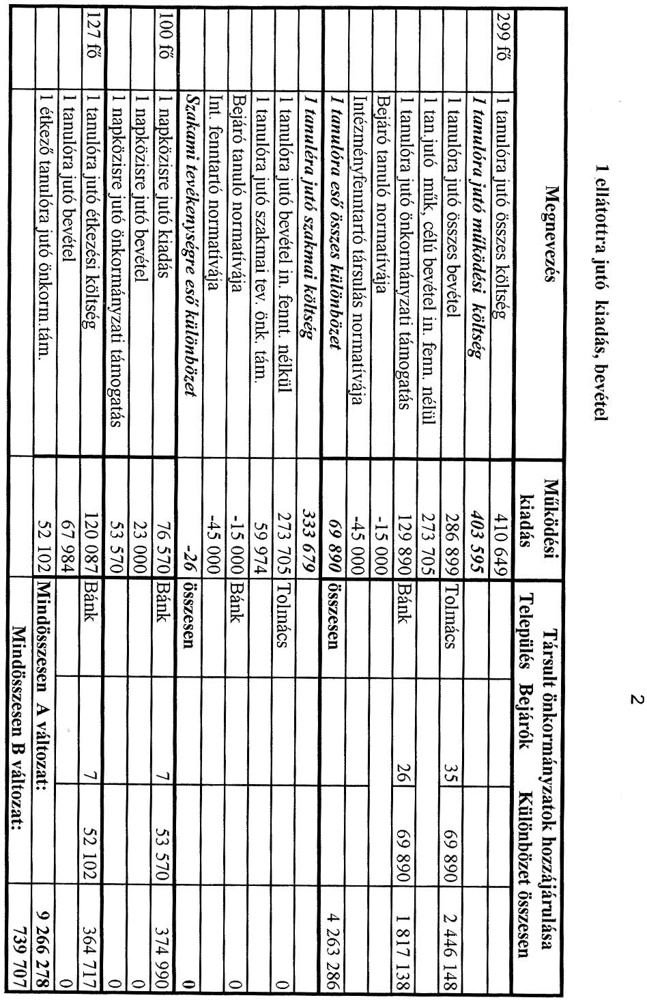 2
1 ellátottra jutó kiadás, bevétel
Megnevezés Működési kiadás Társult önkormányzatok hozzájárulása
Település Bejárók Különbözet összesen
299 fő 1 tanulóra jutó összes költség 410 649
1 tanulóra jutó működési költség 403 595
1 tanulóra jutó összes bevétel 286 899 Tolmács 35 69 890 2 446 148
1 tan.jutó műk, célú bevétel in. fenn. nélül 273 705
1 tanulóra jutó önkormányzati támogatás 129 890 Bánk 26 69 890 1 817 138
Bejáró tanuló normatívája -15 000
Intézményfenntartó társulás normatívája -45 000
1 tanulóra eső összes különbözet 69 890 összesen 4 263 286
1 tanuléra jutó szakmai költség 333 679
1 tanulóra jutó bevétel in. fennt. nélkül 273 705 Tolmács 0
1 tanulóra jutó szakmai tev. önk. tám. 59 974
Bejáró tanuló normatívája -15 000 Bánk 0
Int. fenntartó normatívája -45 000
Szakami tevékenységre eső különbözet -26 összesen 0
100 fő 1 napközisre jutó kiadás 76 570 Bánk 7 53 570 374 990
1 napközisre jutó bevétel 23 000 0
1 napközisre jutó önkormányzati támogatás 53 570 0
127 fő 1 tanulóra jutó étkezési költség 120 087 Bánk 7 52 102 364 717
1 tanulóra jutó bevétel 67 984 0
1 étkező tanulóra jutó önkorm.tám. 52 102 Mindösszesen A változat: 9 266 278
Mindösszesen B változat: 739 707